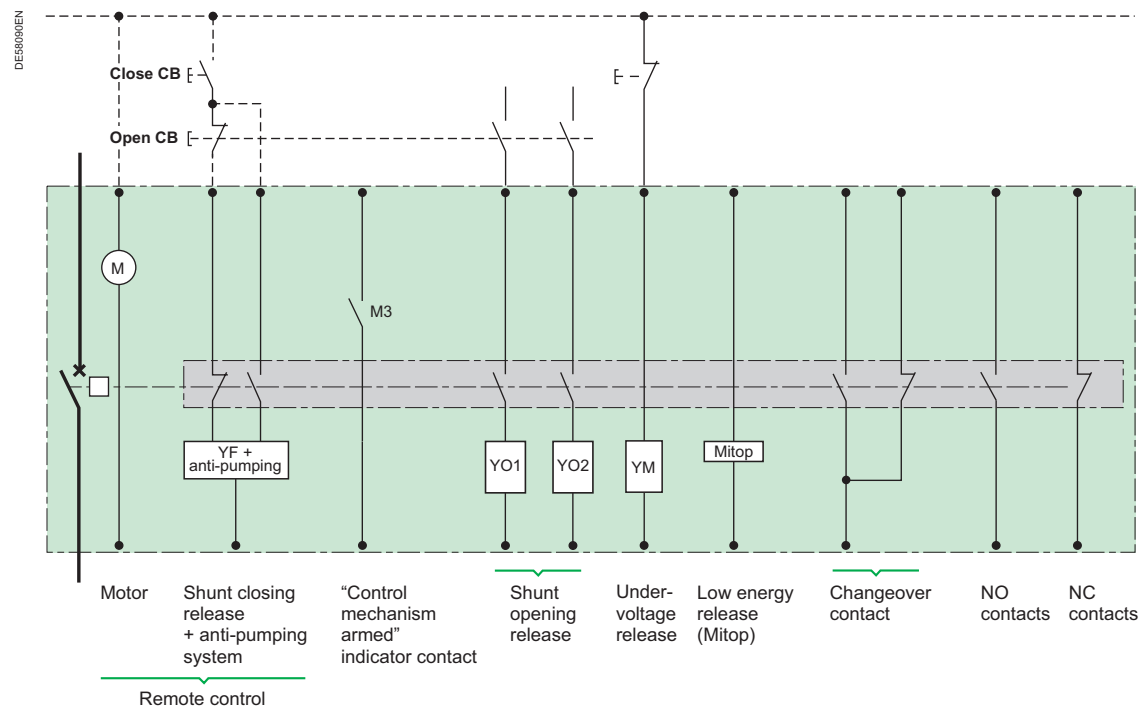 DE58090EN
Close CB
Open CB
M
M3
YF +
anti-pumping
YO1
YO2
YM
Mitop
Motor
Shunt closing
release
+ anti-pumping
system
“Control
mechanism
armed”
indicator contact
Shunt
opening
release
Under-
voltage
release
Low energy
release
(Mitop)
Changeover
contact
NO
contacts
NC
contacts
Remote control